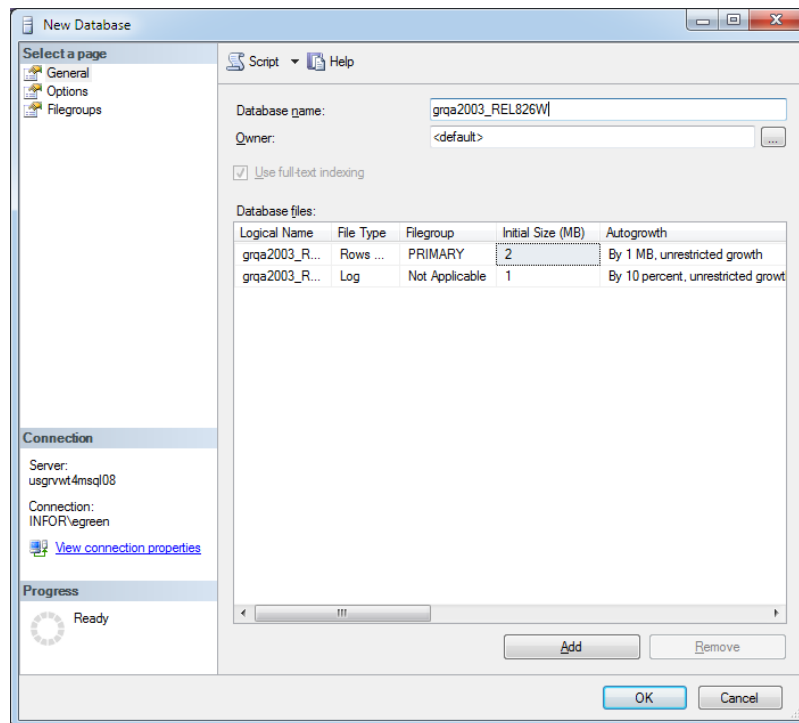 New Database
Select a page
General
Options
Filegroups
Script Help
Database name: grqa2003_REL826W
Owner: <default> ...
Use full-text indexing
Database files:
Logical Name File Type Filegroup Initial Size (MB) Autogrowth
grqa2003_R... Rows ... PRIMARY 2 By 1 MB, unrestricted growth
grqa2003_R... Log Not Applicable 1 By 10 percent, unrestricted growt
Connection
Server:
usgrvwt4msql08
Connection:
INFOR\egreen
View connection properties
Progress
Ready
Add Remove
OK Cancel